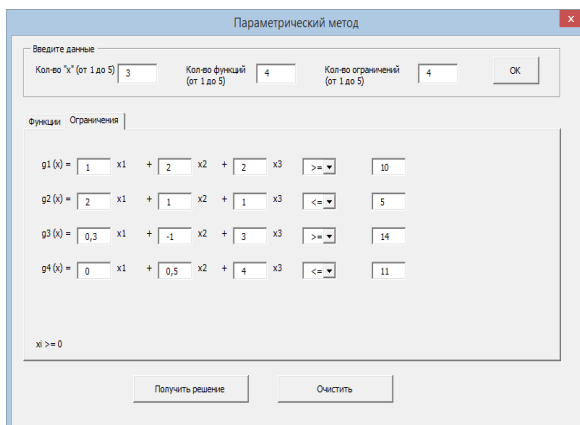 Параметрический метод
x
Введите данные
Кол-во "x" (от 1 до 5) 3 Кол-во функций (от 1 до 5) 4 Кол-во ограничений (от 1 до 5) 4 OK
Функции Ограничения
g1 (x) = 1 x1 + 2 x2 + 2 x3 >= 10
g2 (x) = 2 x1 + 1 x2 + 1 x3 <= 5
g3 (x) = 0,3 x1 + -1 x2 + 3 x3 >= 14
g4 (x) = 0 x1 + 0,5 x2 + 4 x3 <= 11
xi >= 0
Получить решение Очистить